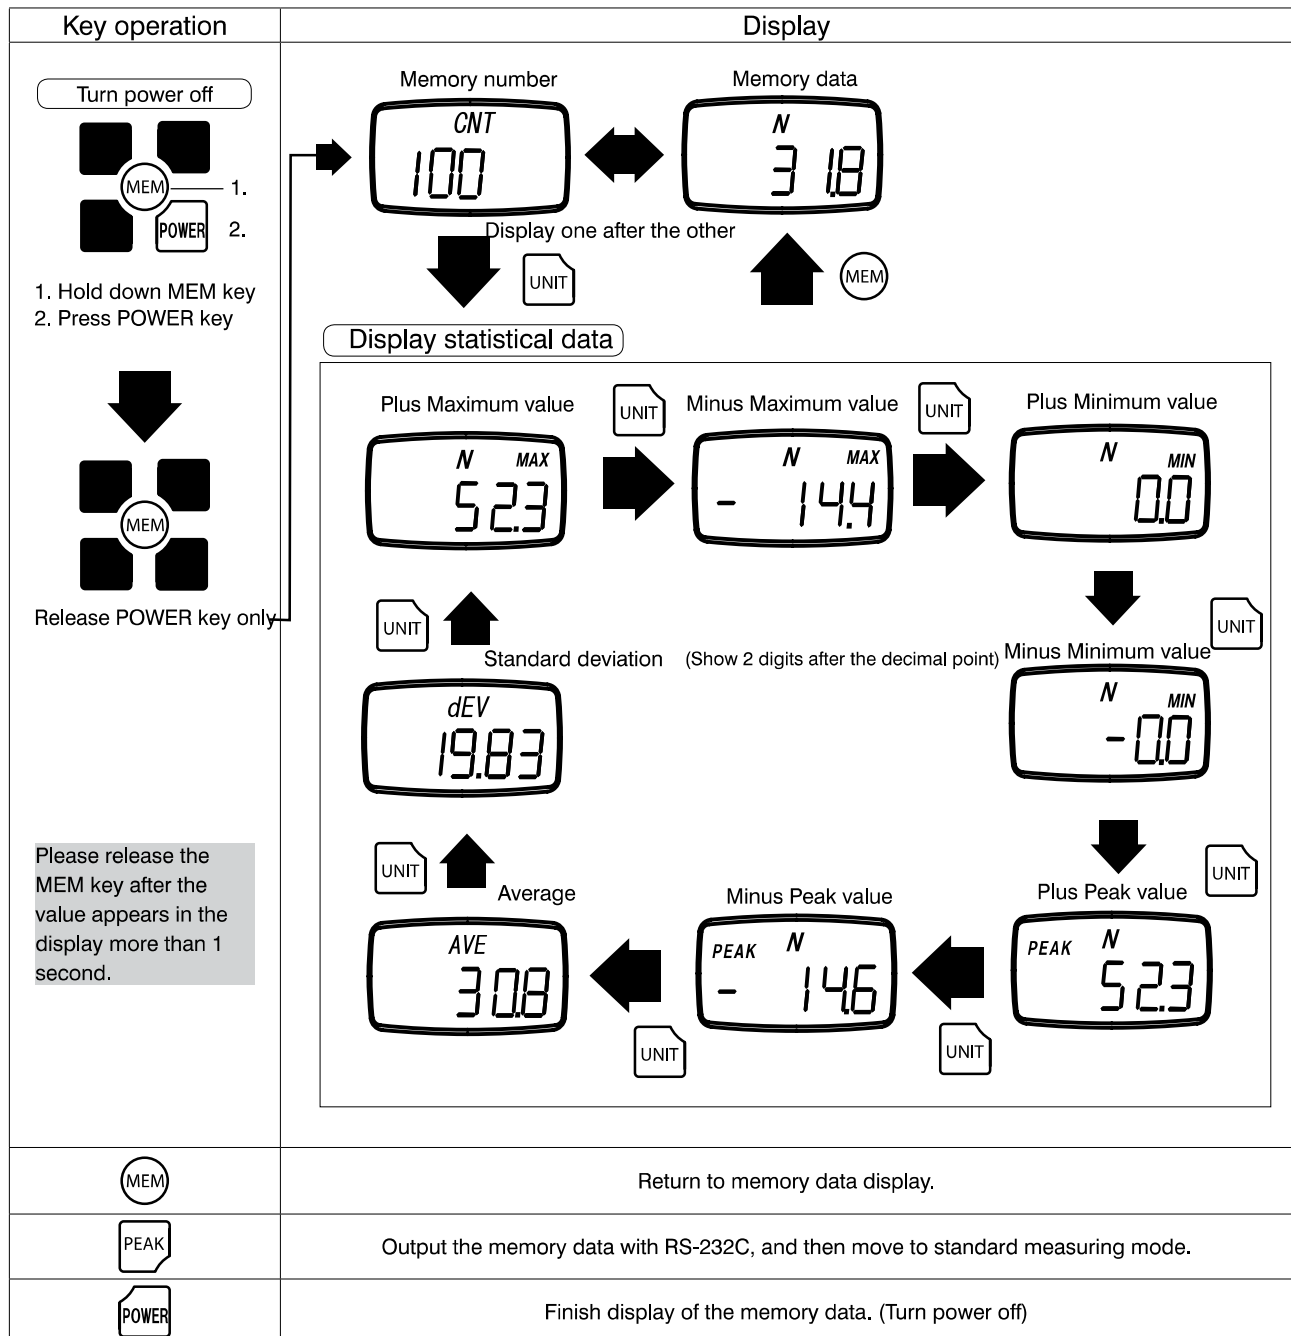 Key operation
Display
Turn power off
MEM
1.
POWER
2.
1. Hold down MEM key
2. Press POWER key
MEM
Release POWER key only
Please release the
MEM key after the
value appears in the
display more than 1
second.
Memory number
CNT
100
Memory data
N
31.8
Display one after the other
UNIT
MEM
Display statistical data
Plus Maximum value
N MAX
52.3
UNIT
Minus Maximum value
N MAX
- 14.4
UNIT
Plus Minimum value
N MIN
0.0
UNIT
Minus Minimum value
N MIN
-0.0
UNIT
Plus Peak value
PEAK N
52.3
UNIT
Minus Peak value
PEAK N
- 14.6
UNIT
Average
AVE
30.8
UNIT
Standard deviation (Show 2 digits after the decimal point)
dEV
19.83
UNIT
MEM
Return to memory data display.
PEAK
Output the memory data with RS-232C, and then move to standard measuring mode.
POWER
Finish display of the memory data. (Turn power off)